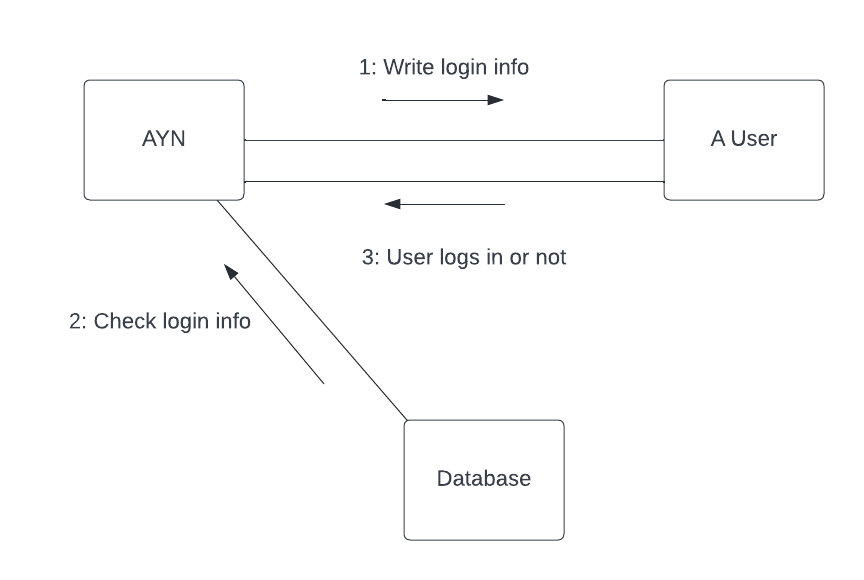 1: Write login info
AYN
A User
3: User logs in or not
2: Check login info
Database